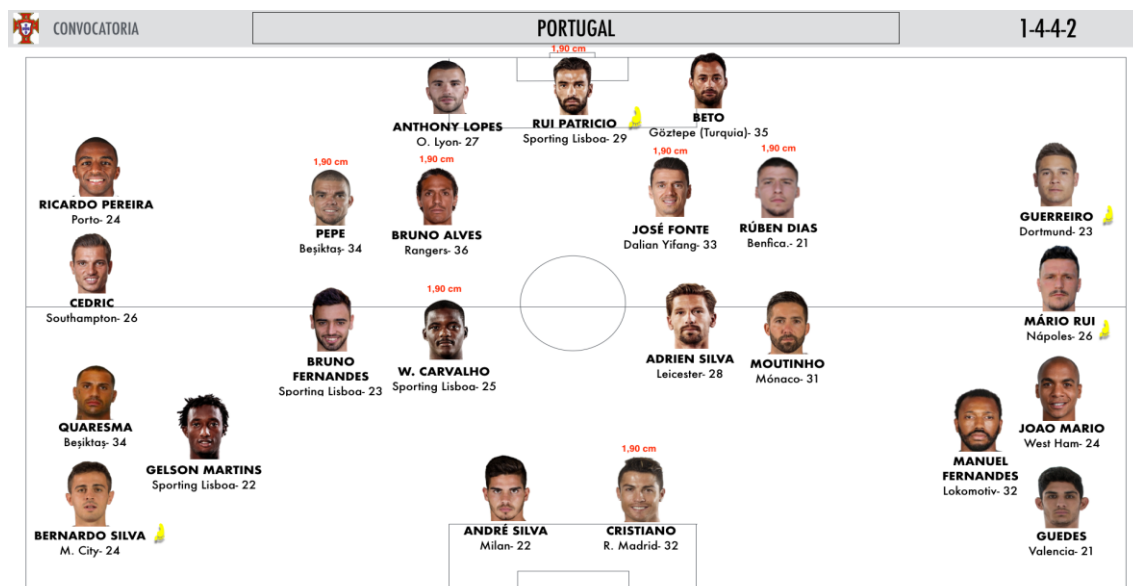 CONVOCATORIA
PORTUGAL
1-4-4-2
1,90 cm
ANTHONY LOPES
O. Lyon- 27
RUI PATRICIO
Sporting Lisboa- 29
BETO
Göztepe (Turquia)- 35
RICARDO PEREIRA
Porto- 24
1,90 cm
PEPE
Beşiktaş- 34
1,90 cm
BRUNO ALVES
Rangers- 36
1,90 cm
JOSÉ FONTE
Dalian Yifang- 33
1,90 cm
RÚBEN DIAS
Benfica.- 21
GUERREIRO
Dortmund- 23
CEDRIC
Southampton- 26
MÁRIO RUI
Nápoles- 26
BRUNO
FERNANDES
Sporting Lisboa- 23
1,90 cm
W. CARVALHO
Sporting Lisboa- 25
ADRIEN SILVA
Leicester- 28
MOUTINHO
Mónaco- 31
QUARESMA
Beşiktaş- 34
GELSON MARTINS
Sporting Lisboa- 22
MANUEL
FERNANDES
Lokomotiv- 32
JOAO MARIO
West Ham- 24
BERNARDO SILVA
M. City- 24
ANDRÉ SILVA
Milan- 22
1,90 cm
CRISTIANO
R. Madrid- 32
GUEDES
Valencia- 21